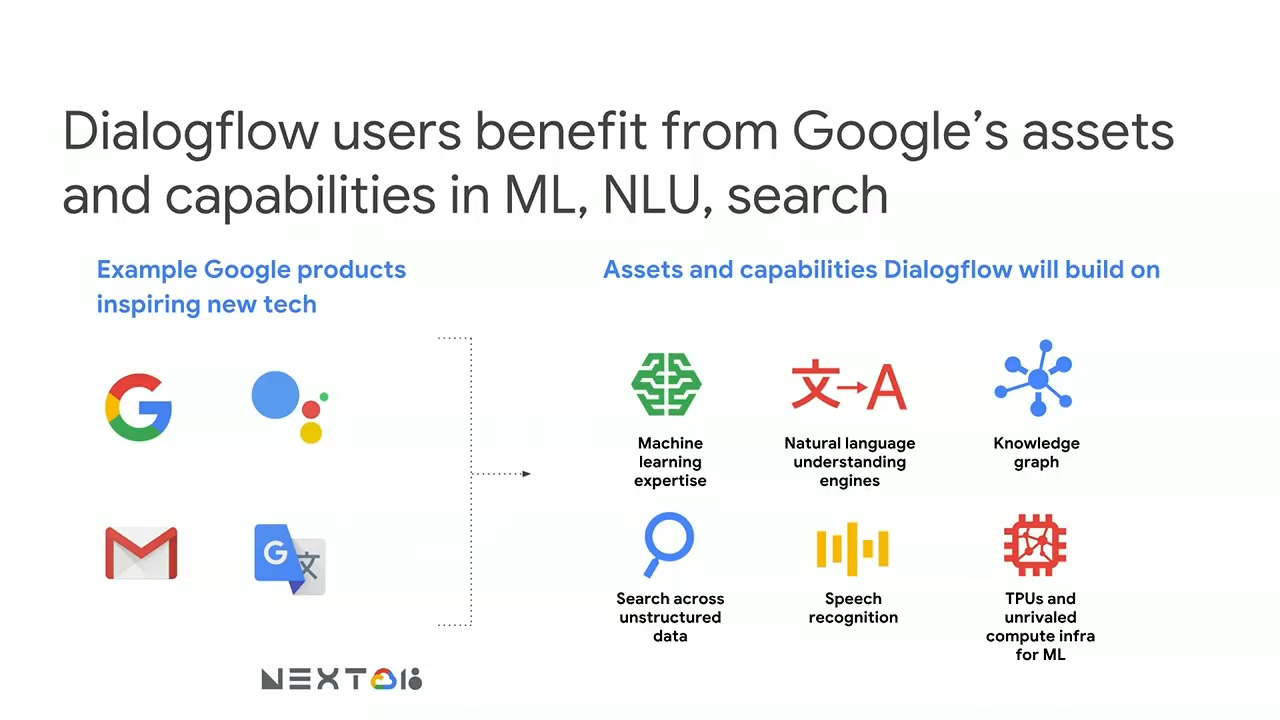 Dialogflow users benefit from Google’s assets
and capabilities in ML, NLU, search
Example Google products
inspiring new tech
Assets and capabilities Dialogflow will build on
G
文→A
Machine
learning
expertise
Natural language
understanding
engines
Knowledge
graph
G
文
Search across
unstructured
data
Speech
recognition
TPUs and
unrivaled
compute infra
for ML
NEXT 18